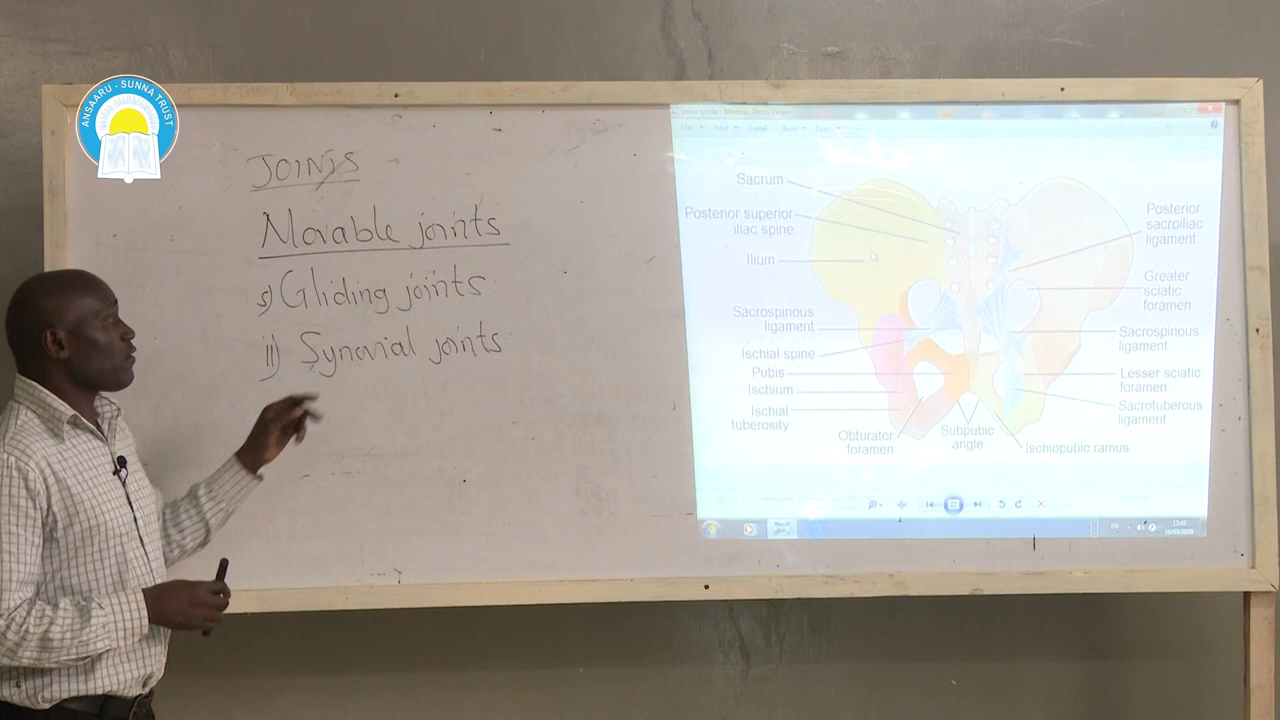 ANSAARU - SUNNA TRUST
JOINTS
Movable joints
i) Gliding joints
ii) Synovial joints
Sacrum
Posterior superior
iliac spine
Ilium
Sacrospinous
ligament
Ischial spine
Pubis
Ischium
Ischial
tuberosity
Obturator
foramen
Subpubic
angle
Ischiopubic ramus
Posterior
sacroiliac
ligament
Greater
sciatic
foramen
Sacrospinous
ligament
Lesser sciatic
foramen
Sacrotuberous
ligament